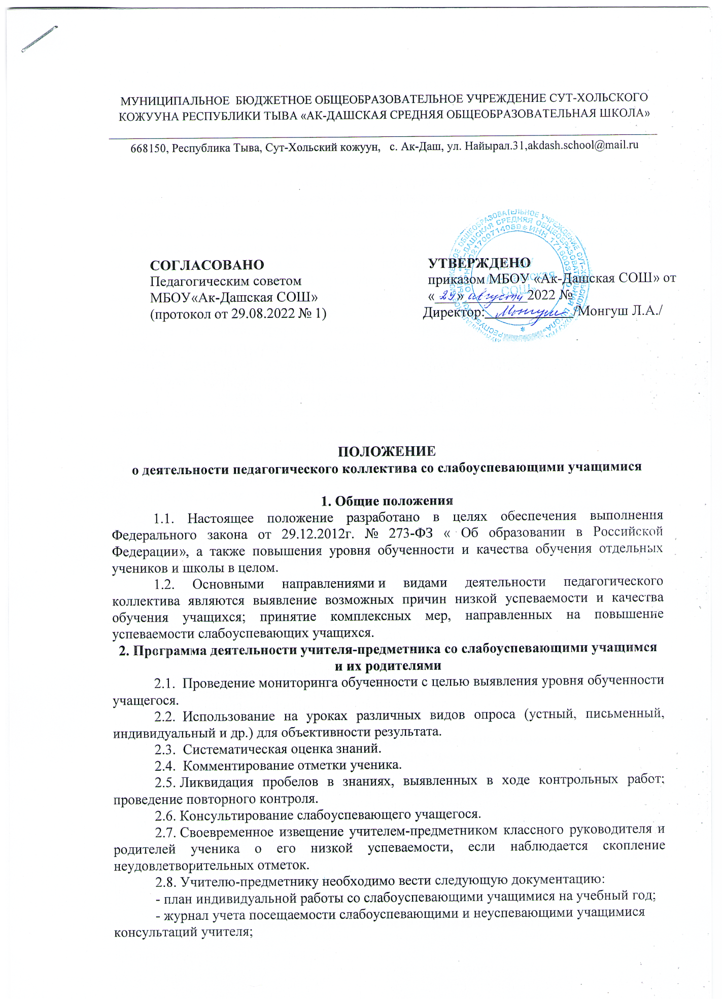 МУНИЦИПАЛЬНОЕ БЮДЖЕТНОЕ ОБЩЕОБРАЗОВАТЕЛЬНОЕ УЧРЕЖДЕНИЕ СУТ-ХОЛЬСКОГО
КОЖУУНА РЕСПУБЛИКИ ТЫВА «АК-ДАШСКАЯ СРЕДНЯЯ ОБЩЕОБРАЗОВАТЕЛЬНАЯ ШКОЛА»
668150, Республика Тыва, Сут-Хольский кожуун, с. Ак-Даш, ул. Найырал.31,akdash.school@mail.ru
СОГЛАСОВАНО
Педагогическим советом
МБОУ«Ак-Дашская СОШ»
(протокол от 29.08.2022 № 1)
УТВЕРЖДЕНО
приказом МБОУ «Ак-Дашская СОШ» от
«29» августа 2022 №
Директор: Монгуш /Монгуш Л.А./
ПОЛОЖЕНИЕ
о деятельности педагогического коллектива со слабоуспевающими учащимися
1. Общие положения
1.1. Настоящее положение разработано в целях обеспечения выполнения
Федерального закона от 29.12.2012г. № 273-ФЗ « Об образовании в Российской
Федерации», а также повышения уровня обученности и качества обучения отдельных
учеников и школы в целом.
1.2. Основными направлениями и видами деятельности педагогического
коллектива являются выявление возможных причин низкой успеваемости и качества
обучения учащихся; принятие комплексных мер, направленных на повышение
успеваемости слабоуспевающих учащихся.
2. Программа деятельности учителя-предметника со слабоуспевающими учащимся
и их родителями
2.1. Проведение мониторинга обученности с целью выявления уровня обученности
учащегося.
2.2. Использование на уроках различных видов опроса (устный, письменный,
индивидуальный и др.) для объективности результата.
2.3. Систематическая оценка знаний.
2.4. Комментирование отметки ученика.
2.5. Ликвидация пробелов в знаниях, выявленных в ходе контрольных работ;
проведение повторного контроля.
2.6. Консультирование слабоуспевающего учащегося.
2.7. Своевременное извещение учителем-предметником классного руководителя и
родителей ученика о его низкой успеваемости, если наблюдается скопление
неудовлетворительных отметок.
2.8. Учителю-предметнику необходимо вести следующую документацию:
- план индивидуальной работы со слабоуспевающими учащимися на учебный год;
- журнал учета посещаемости слабоуспевающими и неуспевающими учащимися
консультаций учителя;